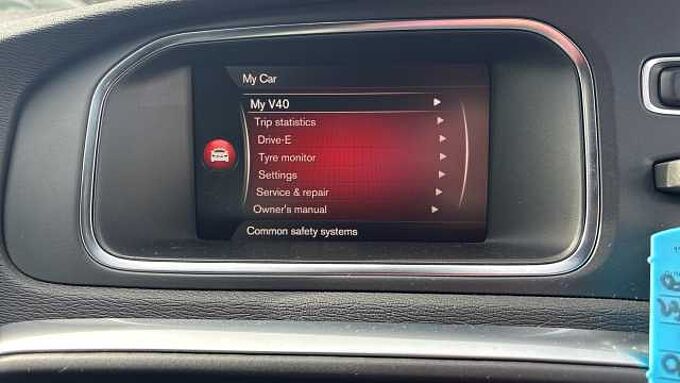 My Car
My V40
Trip statistics
Drive-E
Tyre monitor
Settings
Service & repair
Owner's manual
Common safety systems